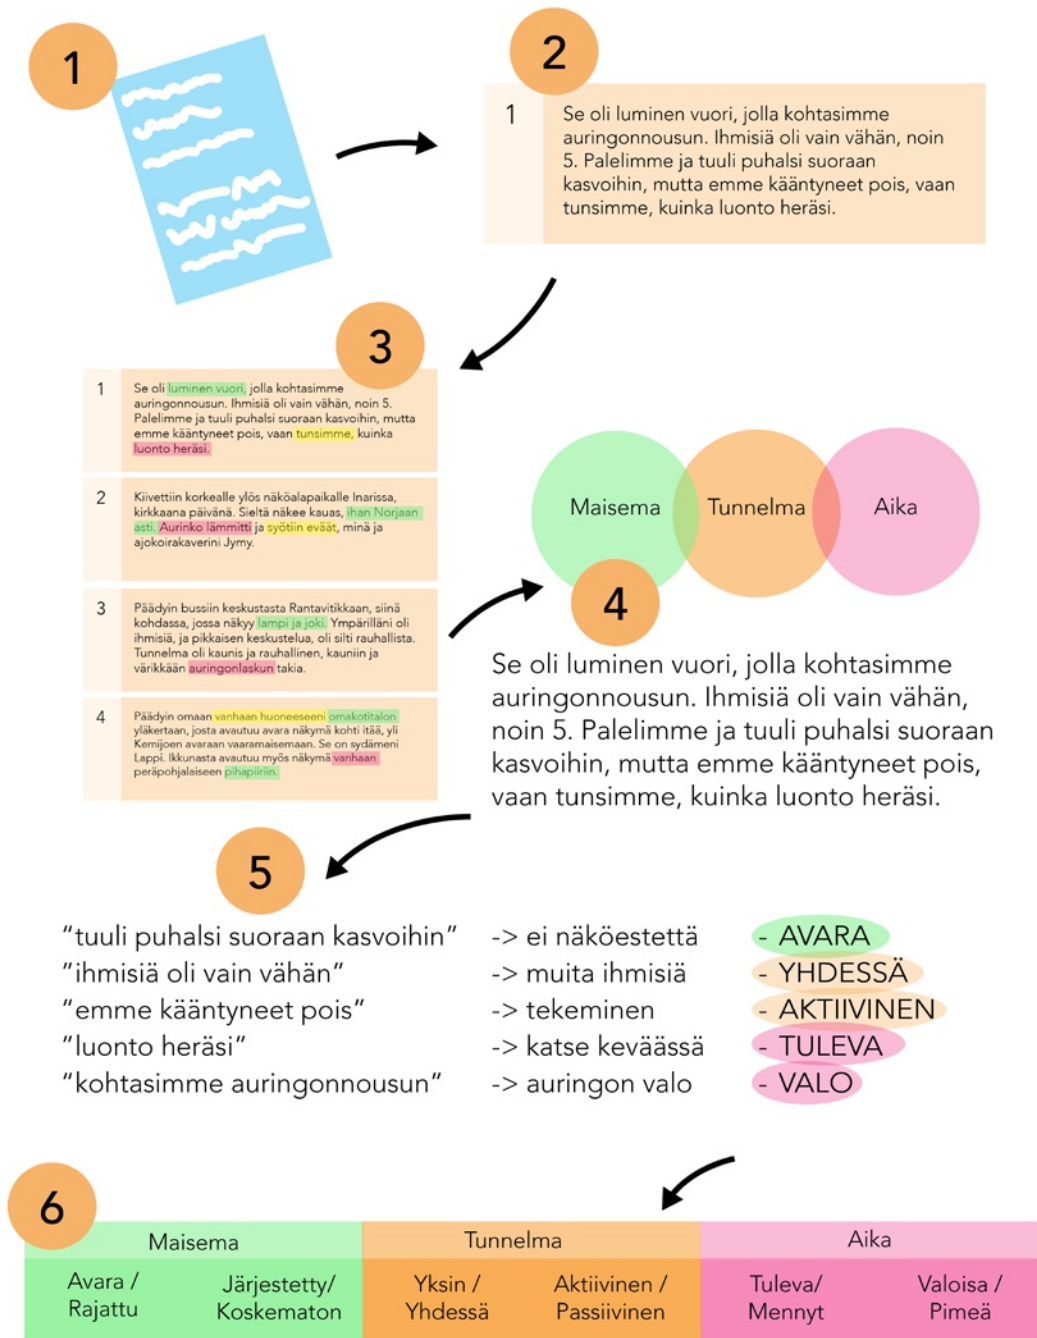 1
2
1
Se oli luminen vuori, jolla kohtasimme
auringonnousun. Ihmisiä oli vain vähän, noin
5. Palelimme ja tuuli puhalsi suoraan
kasvoihin, mutta emme kääntyneet pois, vaan
tunsimme, kuinka luonto heräsi.
3
1
Se oli luminen vuori, jolla kohtasimme
auringonnousun. Ihmisiä oli vain vähän, noin 5.
Palelimme ja tuuli puhalsi suoraan kasvoihin, mutta
emme kääntyneet pois, vaan tunsimme, kuinka
luonto heräsi.
2
Kiivettiin korkealle ylös näköalapaikalle Inarissa,
kirkkaana päivänä. Sieltä näkee kauas, ihan Norjaan
asti. Aurinko lämmitti ja syötiin eväät, minä ja
ajokoirakaverini Jymy.
3
Päädyin bussiin keskustasta Rantavitikkaan, siinä
kohdassa, jossa näkyy lampi ja joki. Ympärilläni oli
ihmisiä, ja pikkaisen keskustelua, oli silti rauhallista.
Tunnelma oli kaunis ja rauhallinen, kauniin ja
värikkään auringonlaskun takia.
4
Päädyin omaan vanhaan huoneeseeni omakotitalon
yläkertaan, josta avautuu avara näkymä kohti itää, yli
Kemijoen avaraan vaaramaisemaan. Se on sydämeni
Lappi. Ikkunasta avautuu myös näkymä vanhaan
peräpohjalaiseen pihapiiriin.
Maisema
Tunnelma
Aika
4
Se oli luminen vuori, jolla kohtasimme
auringonnousun. Ihmisiä oli vain vähän,
noin 5. Palelimme ja tuuli puhalsi suoraan
kasvoihin, mutta emme kääntyneet pois,
vaan tunsimme, kuinka luonto heräsi.
5
"tuuli puhalsi suoraan kasvoihin" -> ei näköestettä - AVARA
"ihmisiä oli vain vähän" -> muita ihmisiä - YHDESSÄ
"emme kääntyneet pois" -> tekeminen - AKTIIVINEN
"luonto heräsi" -> katse keväässä - TULEVA
"kohtasimme auringonnousun" -> auringon valo - VALO
6
Maisema Tunnelma Aika
Avara / Järjestetty/ Yksin / Aktiivinen / Tuleva/ Valoisa /
Rajattu Koskematon Yhdessä Passiivinen Mennyt Pimeä